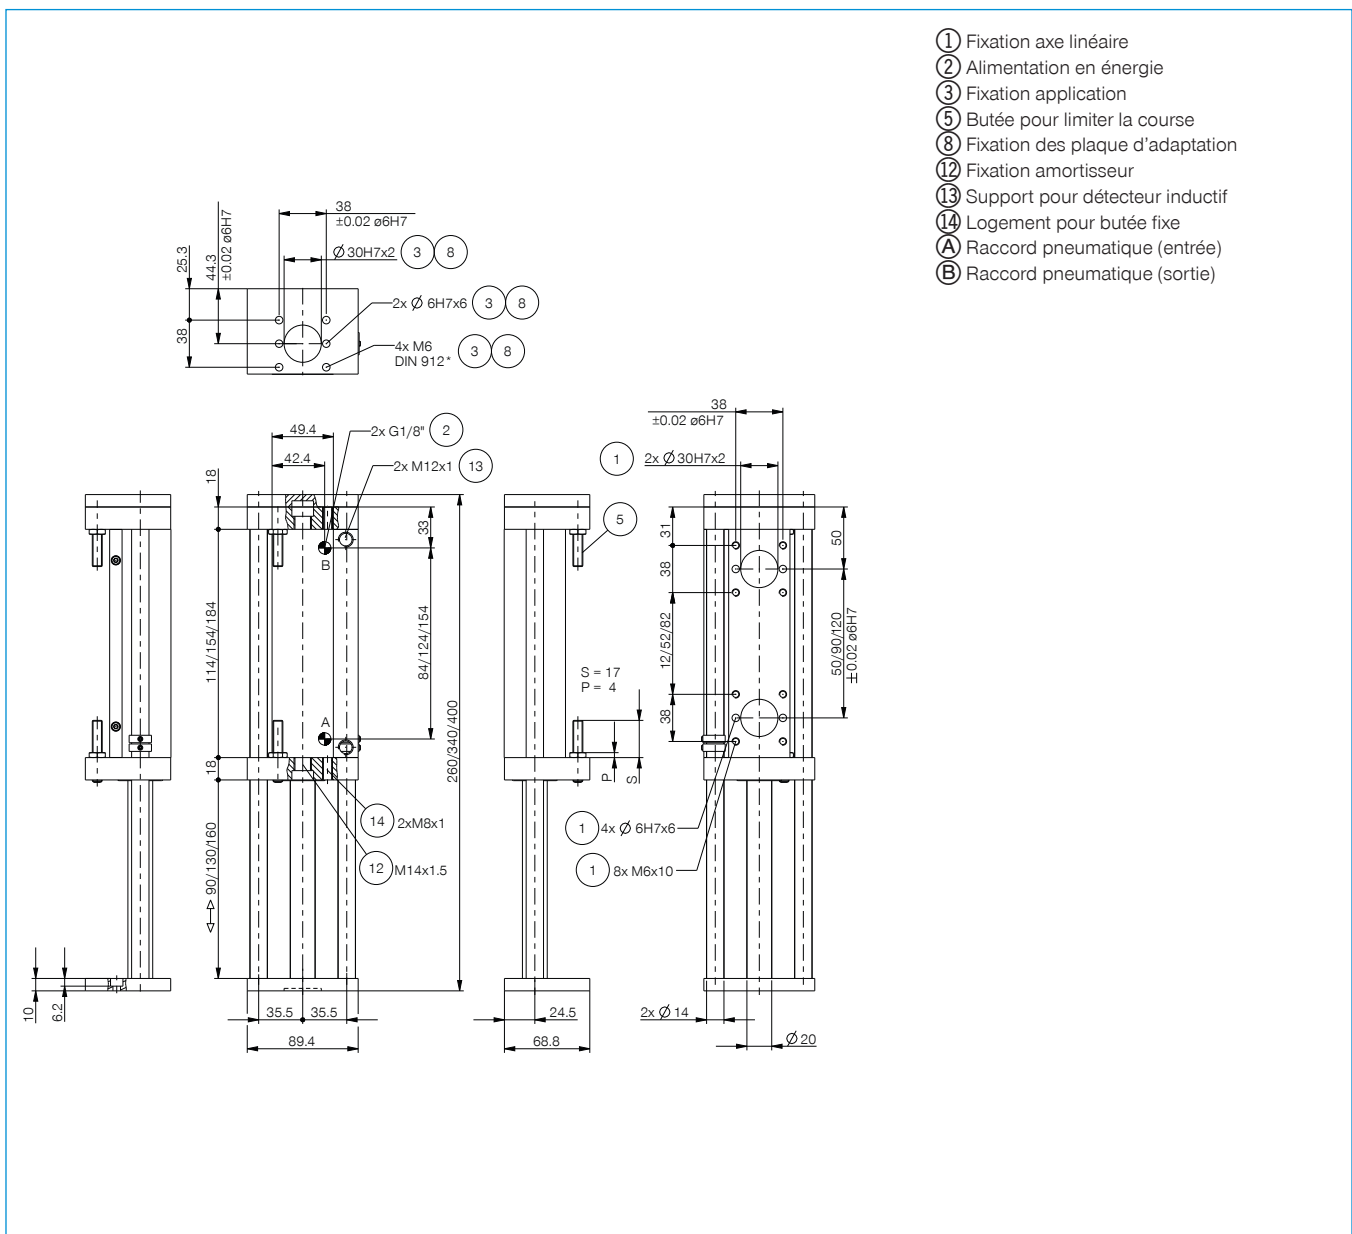 1 Fixation axe linéaire
2 Alimentation en énergie
3 Fixation application
5 Butée pour limiter la course
8 Fixation des plaque d'adaptation
12 Fixation amortisseur
13 Support pour détecteur inductif
14 Logement pour butée fixe
A Raccord pneumatique (entrée)
B Raccord pneumatique (sortie)
38
±0.02 ø6H7
25.3
44.3
±0.02 ø6H7
38
Ø 30H7x2 3 8
2x Ø 6H7x6 3 8
4x M6
DIN 912* 3 8
49.4
42.4
18
2x G1/8" 2
2x M12x1 13
33
B
114/154/184
84/124/154
260/340/400
A
18
14 2xM8x1
12 M14x1.5
90/130/160
10
6.2
35.5 35.5
89.4
5
S = 17
P = 4
P
S
24.5
68.8
38
±0.02 ø6H7
1 2x Ø 30H7x2
31
38
12/52/82
38
50
50/90/120
±0.02 ø6H7
1 4x Ø 6H7x6
1 8x M6x10
2x Ø 14
Ø 20